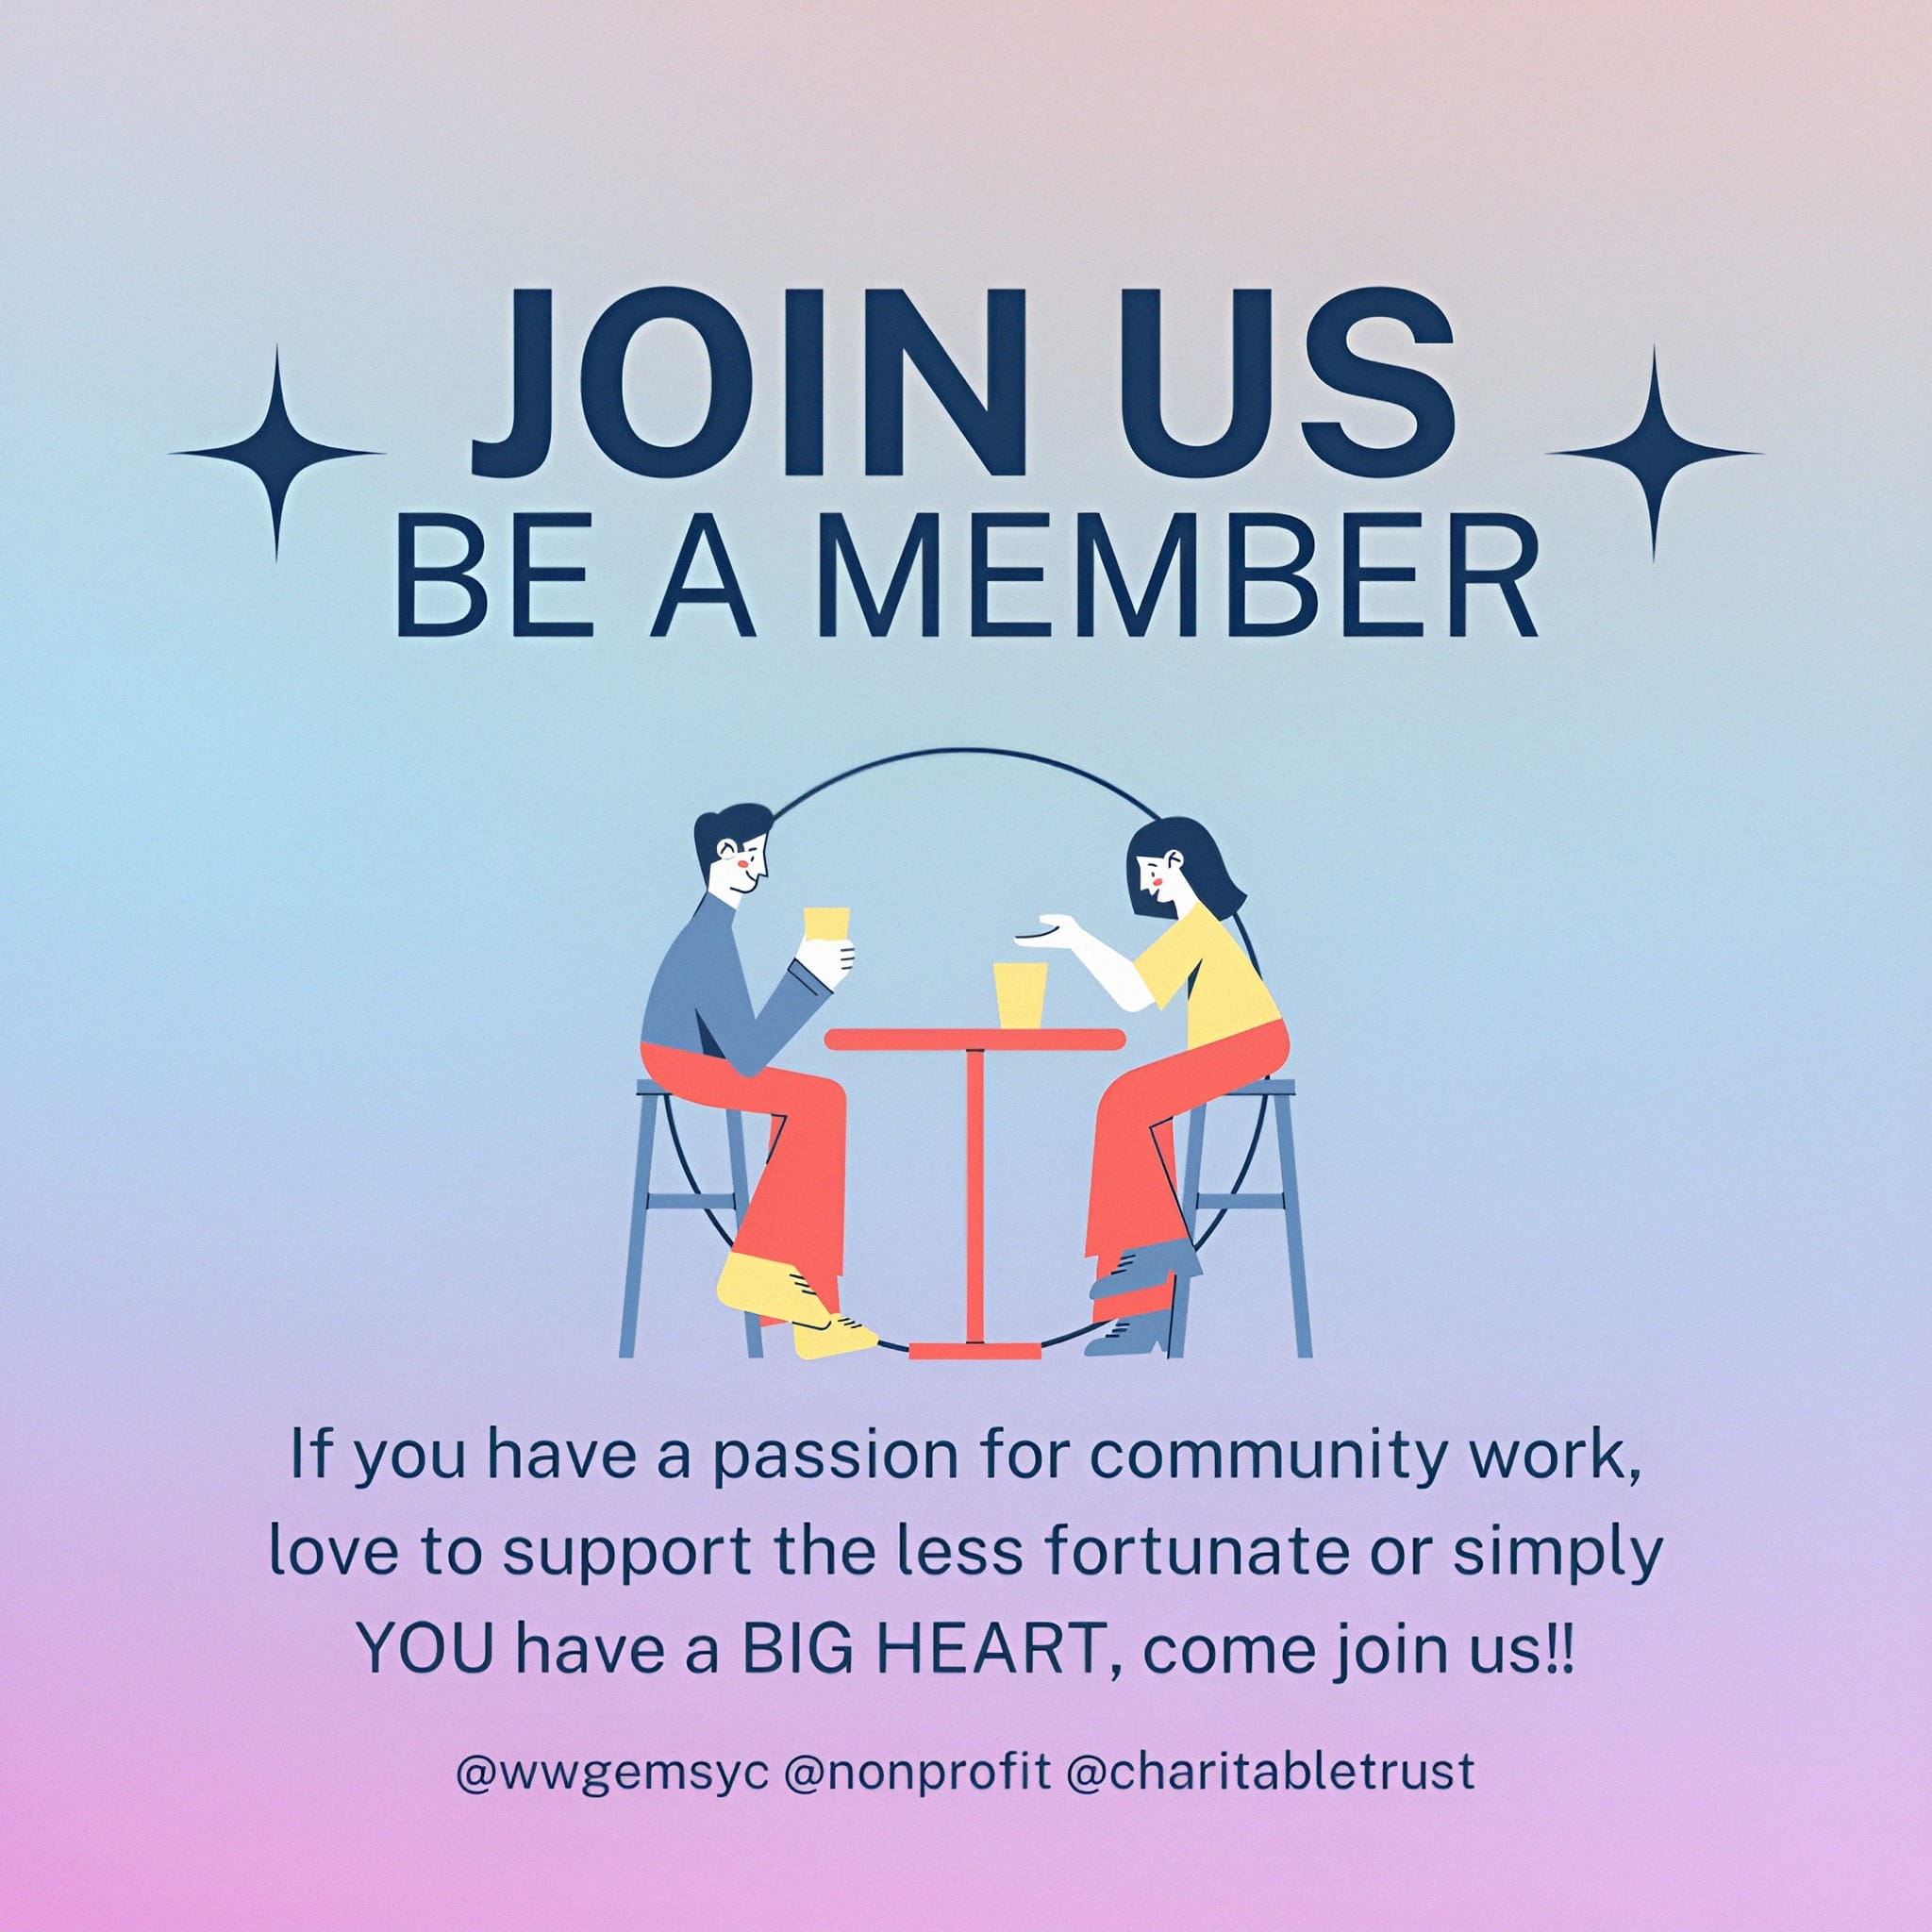 JOIN US
BE A MEMBER
If you have a passion for community work,
love to support the less fortunate or simply
YOU have a BIG HEART, come join us!!
@wwgemsyc @nonprofit @charitabletrust